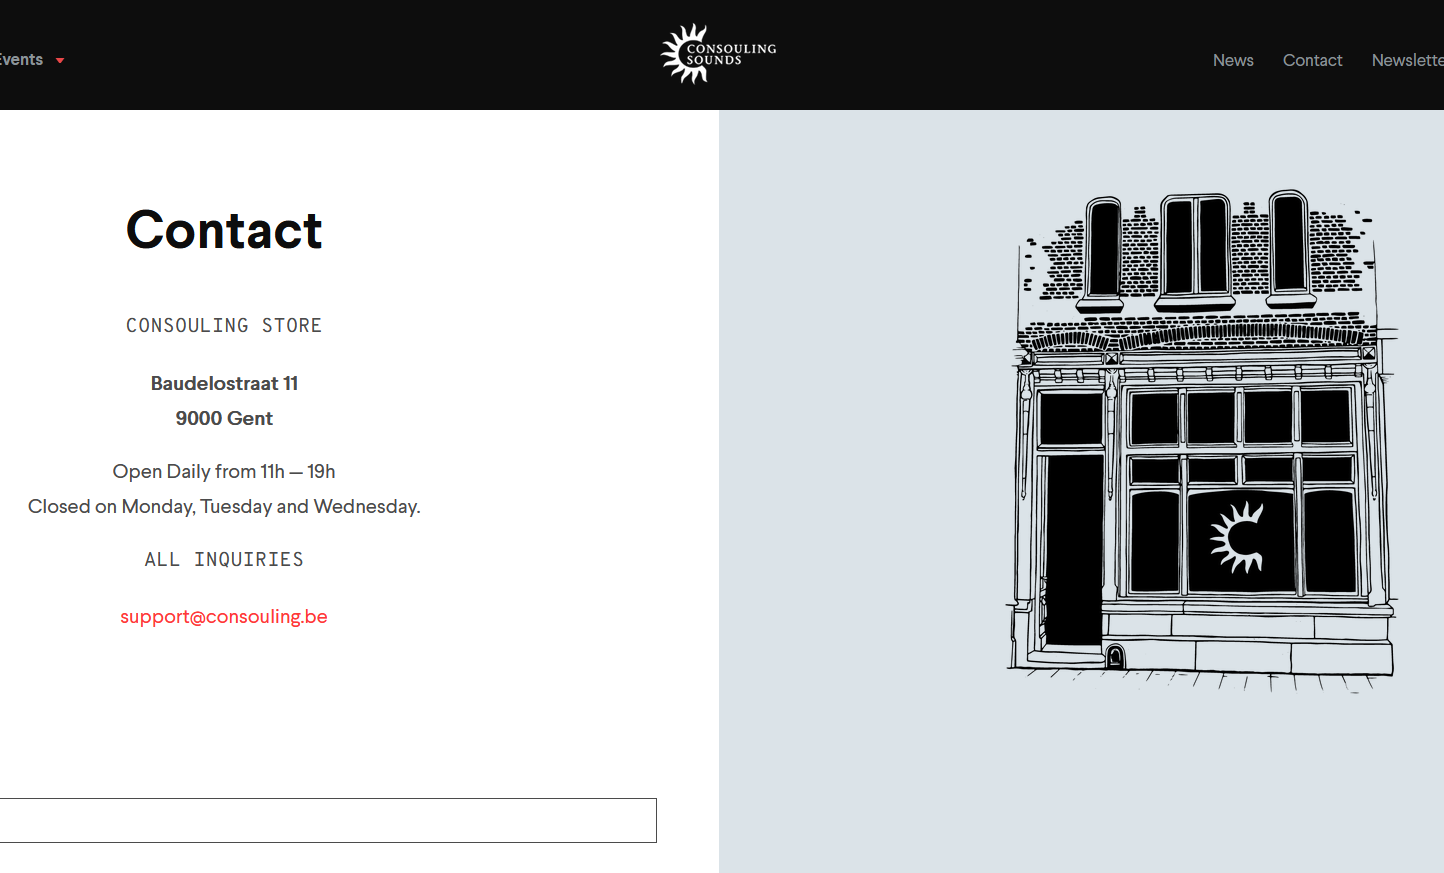 Events
CONSOULING
SOUNDS
News
Contact
Contact
CONSOULING STORE
Baudelostraat 11
9000 Gent
Open Daily from 11h — 19h
Closed on Monday, Tuesday and Wednesday.
ALL INQUIRIES
support@consouling.be